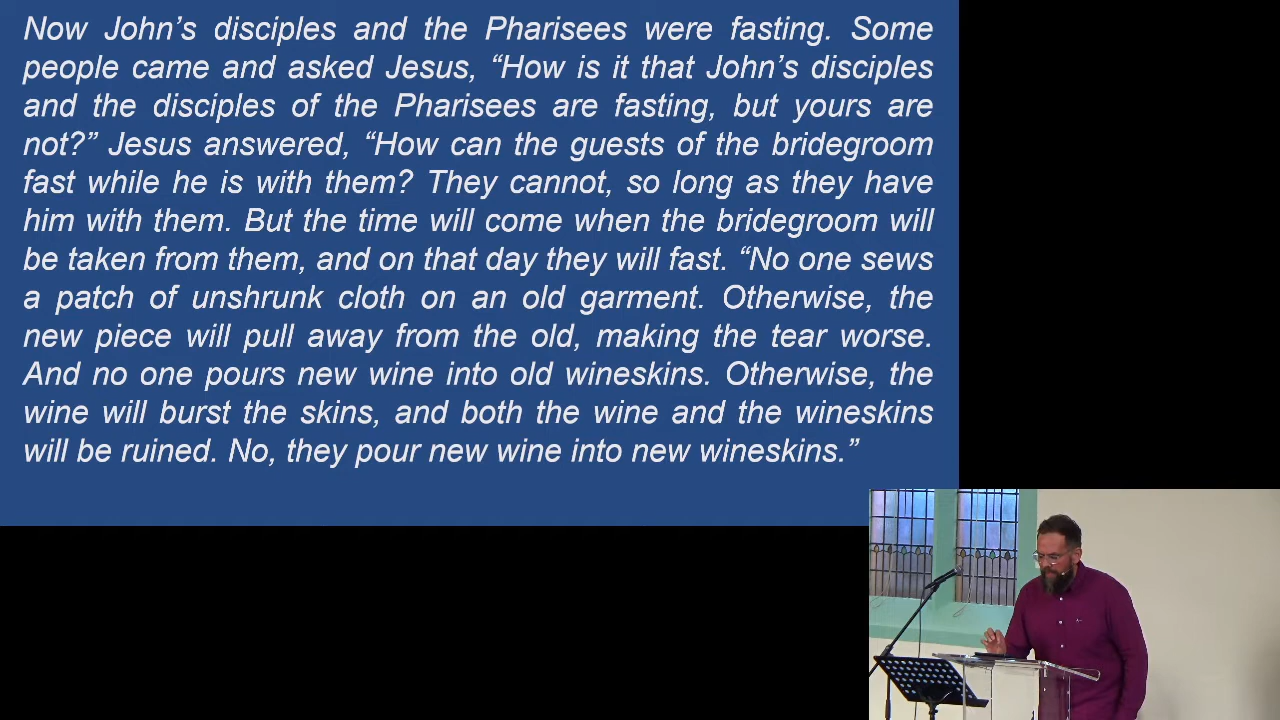 Now John’s disciples and the Pharisees were fasting. Some
people came and asked Jesus, “How is it that John’s disciples
and the disciples of the Pharisees are fasting, but yours are
not?” Jesus answered, “How can the guests of the bridegroom
fast while he is with them? They cannot, so long as they have
him with them. But the time will come when the bridegroom will
be taken from them, and on that day they will fast. “No one sews
a patch of unshrunk cloth on an old garment. Otherwise, the
new piece will pull away from the old, making the tear worse.
And no one pours new wine into old wineskins. Otherwise, the
wine will burst the skins, and both the wine and the wineskins
will be ruined. No, they pour new wine into new wineskins.”